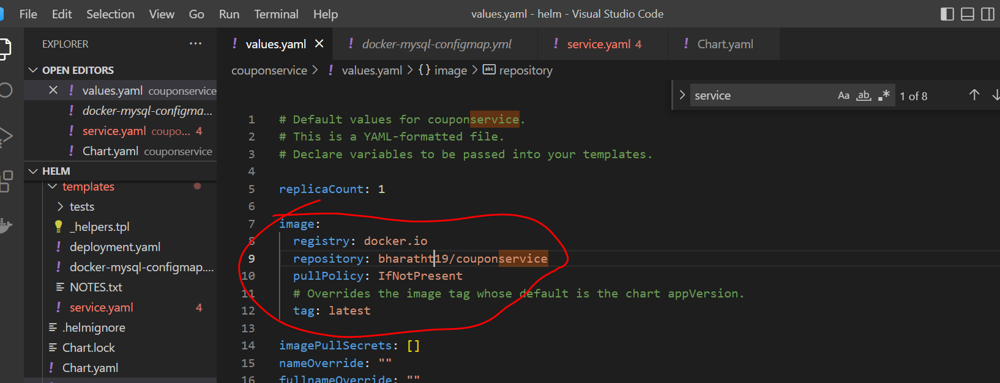 File Edit Selection View Go Run Terminal Help values.yaml - helm - Visual Studio Code
EXPLORER ···
! values.yaml × ! docker-mysql-configmap.yml ! service.yaml 4 ! Chart.yaml
OPEN EDITORS
couponservice > ! values.yaml > {} image > abc repository
× ! values.yaml couponservice
! docker-mysql-configma...
! service.yaml coupo... 4
! Chart.yaml couponservice
> service Aa ab .* 1 of 8
HELM
templates
> tests
_helpers.tpl
! deployment.yaml
! docker-mysql-configmap....
NOTES.txt
! service.yaml 4
.helmignore
Chart.lock
! Chart.yaml
1 # Default values for couponservice.
2 # This is a YAML-formatted file.
3 # Declare variables to be passed into your templates.
4
5 replicaCount: 1
6
7 image:
8 registry: docker.io
9 repository: bharatht19/couponservice
10 pullPolicy: IfNotPresent
11 # Overrides the image tag whose default is the chart appVersion.
12 tag: latest
13
14 imagePullSecrets: []
15 nameOverride: ""
16 fullnameOverride: ""